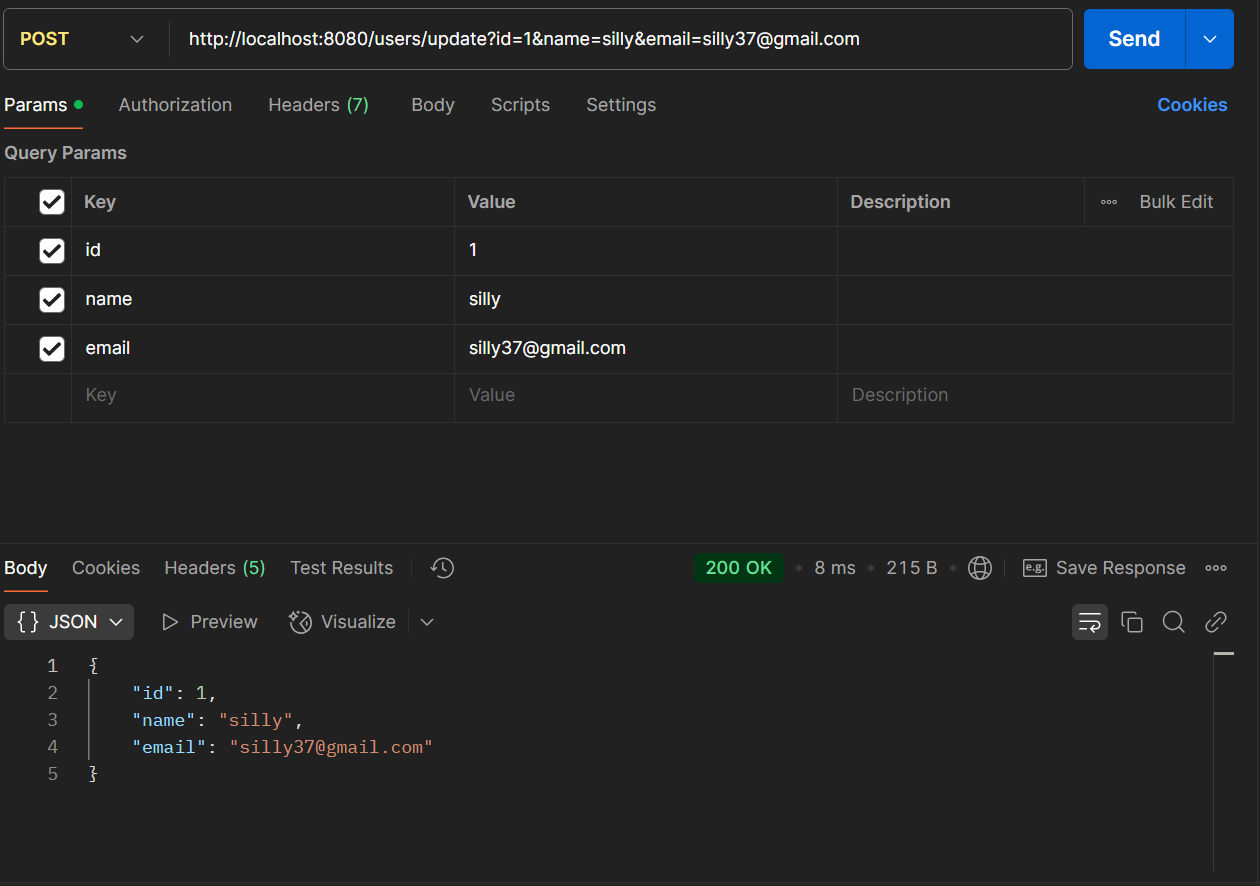 POST http://localhost:8080/users/update?id=1&name=silly&email=silly37@gmail.com Send
Params Authorization Headers (7) Body Scripts Settings Cookies
Query Params
Key Value Description Bulk Edit
id 1
name silly
email silly37@gmail.com
Key Value Description
Body Cookies Headers (5) Test Results 200 OK 8 ms 215 B e.g. Save Response
{} JSON Preview Visualize
1 {
2 "id": 1,
3 "name": "silly",
4 "email": "silly37@gmail.com"
5 }